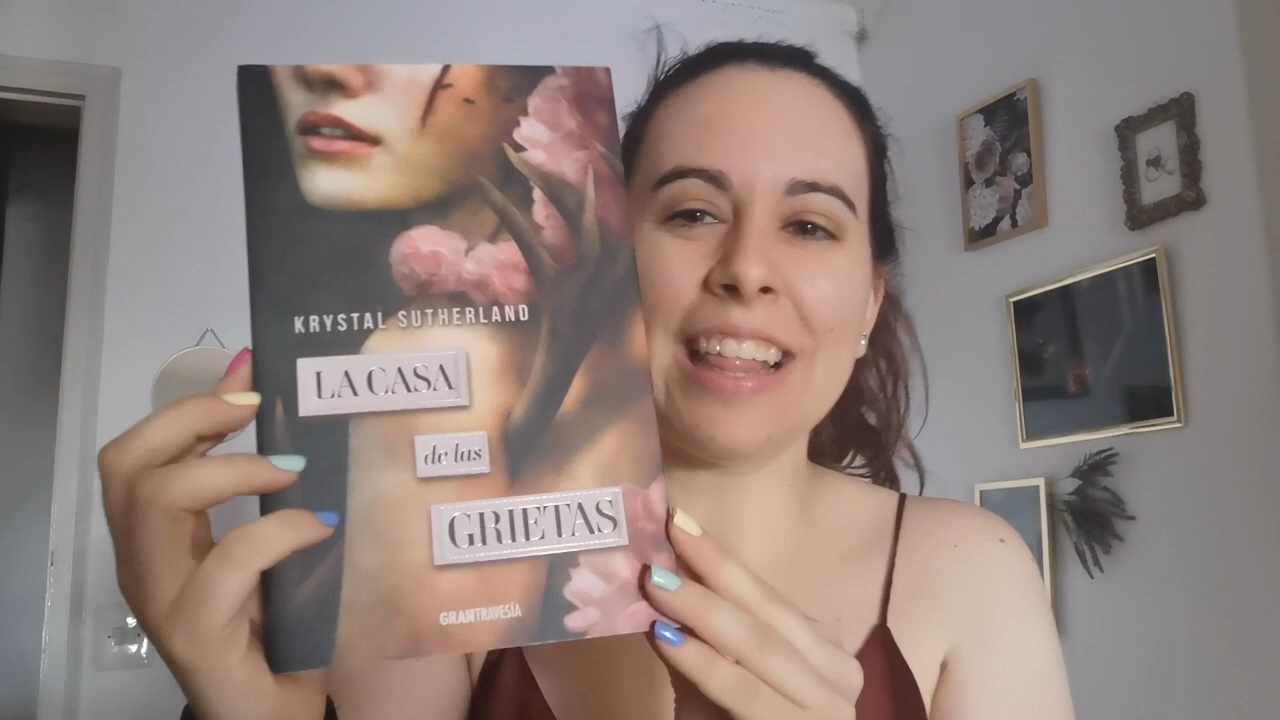 KRYSTAL SUTHERLAND
LA CASA
de las
GRIETAS
GRANTRAVESÍA